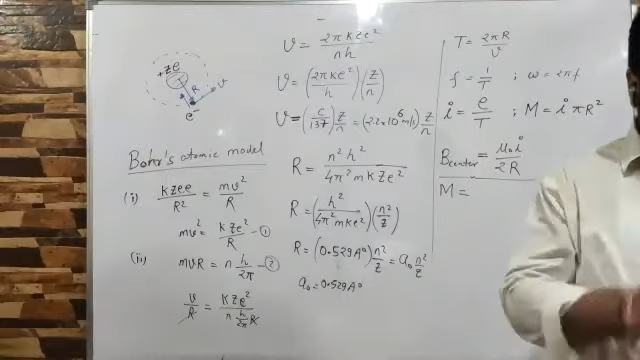 +Ze
R
v
e⁻
Bohr's atomic model
(i) kzee/R² = mv²/R
mv² = kze²/R -①
(ii) mvR = n h/2π -②
v/R = kze²/(n h/2π R)
v = 2πkze²/nh
v = (2πke²/h)(z/n)
v = (c/137) z/n = (2.2×10⁶ m/s) z/n
R = n²h²/4π²mkze²
R = (h²/4π²mke²)(n²/z)
R = (0.529A°) n²/z = a₀ n²/z
a₀ = 0.529A°
T = 2πR/v
f = 1/T ; ω = 2πf
i = e/T ; M = iπR²
B center = μ₀i/2R
M =